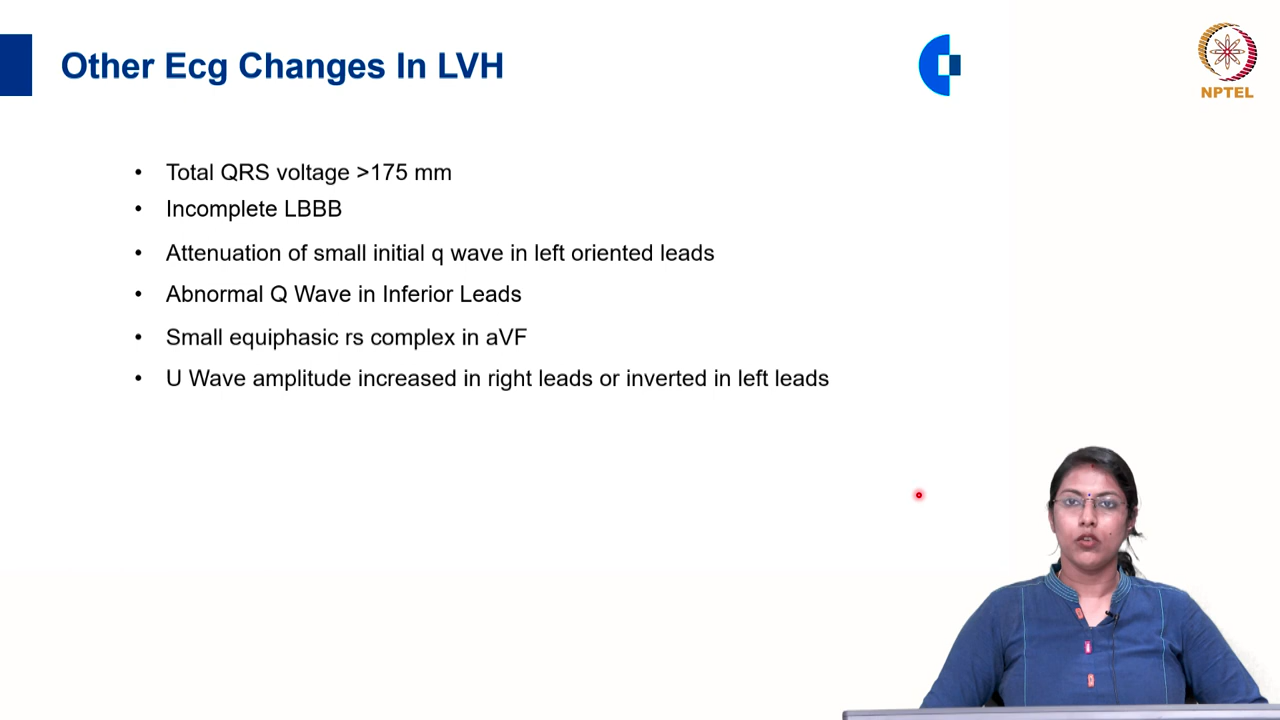 Other Ecg Changes In LVH
NPTEL
• Total QRS voltage >175 mm
• Incomplete LBBB
• Attenuation of small initial q wave in left oriented leads
• Abnormal Q Wave in Inferior Leads
• Small equiphasic rs complex in aVF
• U Wave amplitude increased in right leads or inverted in left leads